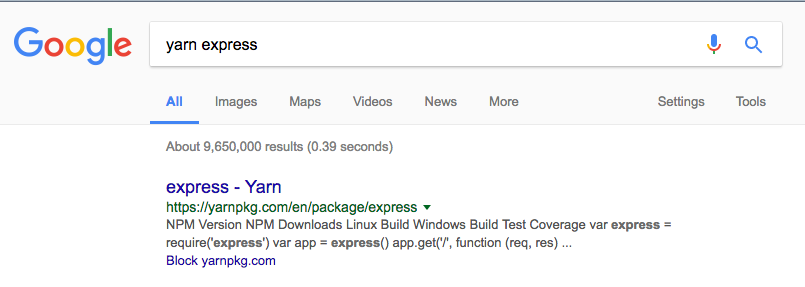 Google
yarn express
All Images Maps Videos News More Settings Tools
About 9,650,000 results (0.39 seconds)
express - Yarn
https://yarnpkg.com/en/package/express
NPM Version NPM Downloads Linux Build Windows Build Test Coverage var express =
require('express') var app = express() app.get('/', function (req, res) ...
Block yarnpkg.com